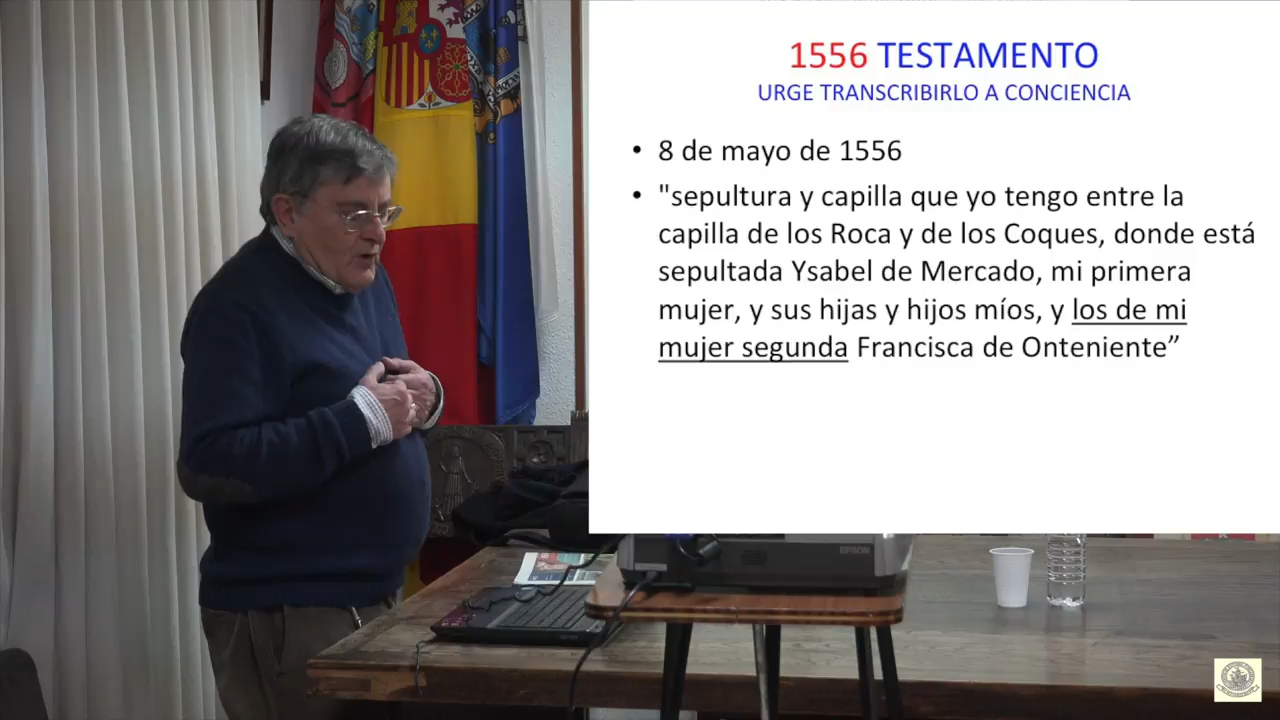 1556 TESTAMENTO
URGE TRANSCRIBIRLO A CONCIENCIA
• 8 de mayo de 1556
• "sepultura y capilla que yo tengo entre la
capilla de los Roca y de los Coques, donde está
sepultada Ysabel de Mercado, mi primera
mujer, y sus hijas y hijos míos, y los de mi
mujer segunda Francisca de Onteniente”
EPSON